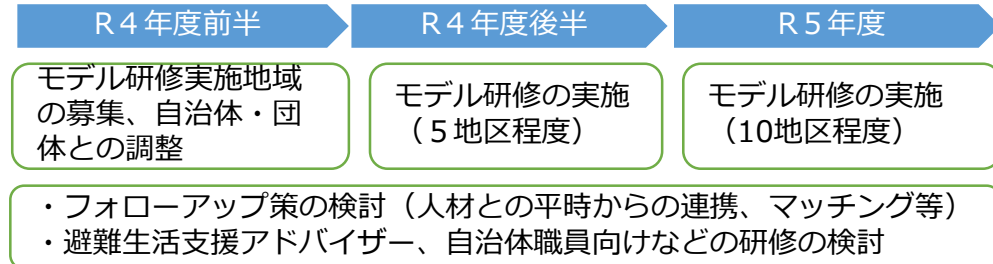 R4年度前半
R4年度後半
R5年度
モデル研修実施地域
の募集、自治体・団
体との調整
モデル研修の実施
（５地区程度）
モデル研修の実施
（10地区程度）
・フォローアップ策の検討（人材との平時からの連携、マッチング等）
・避難生活支援アドバイザー、自治体職員向けなどの研修の検討